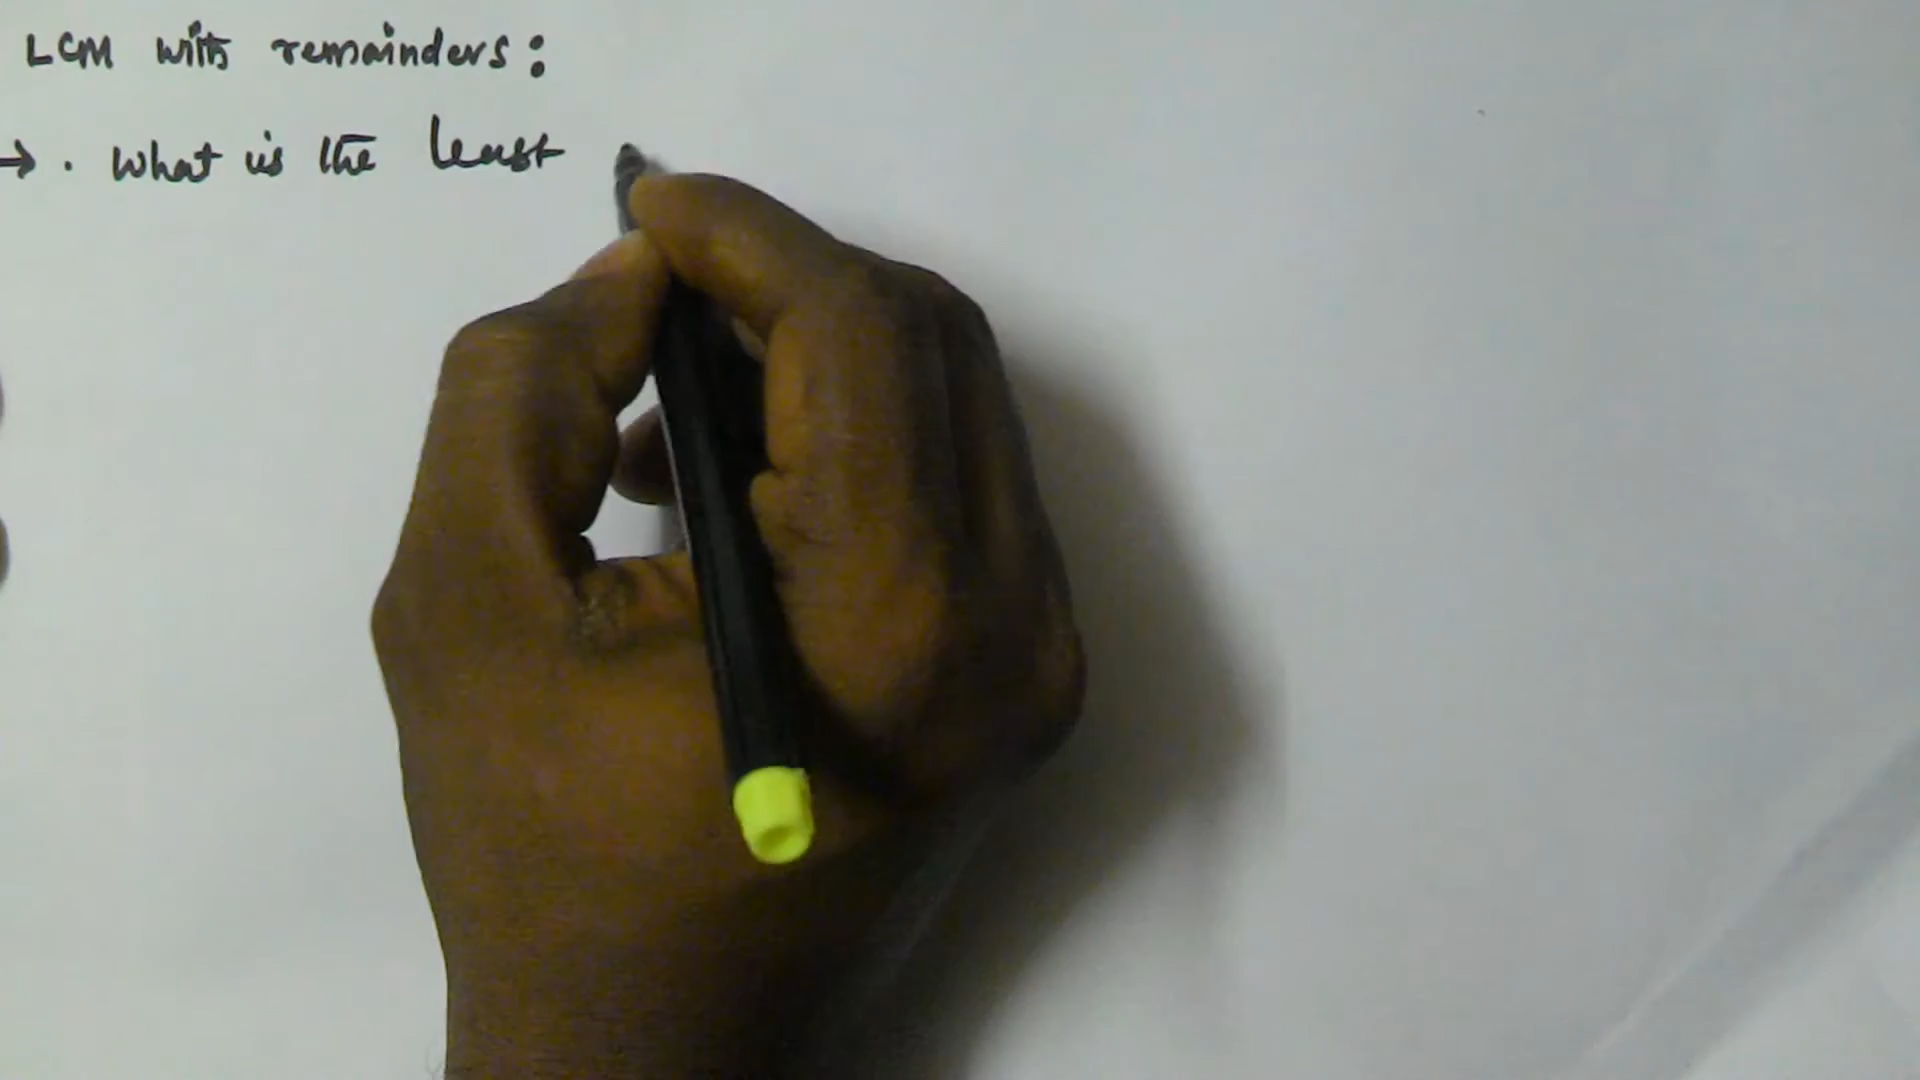 LCM with remainders:
→ . What is the least